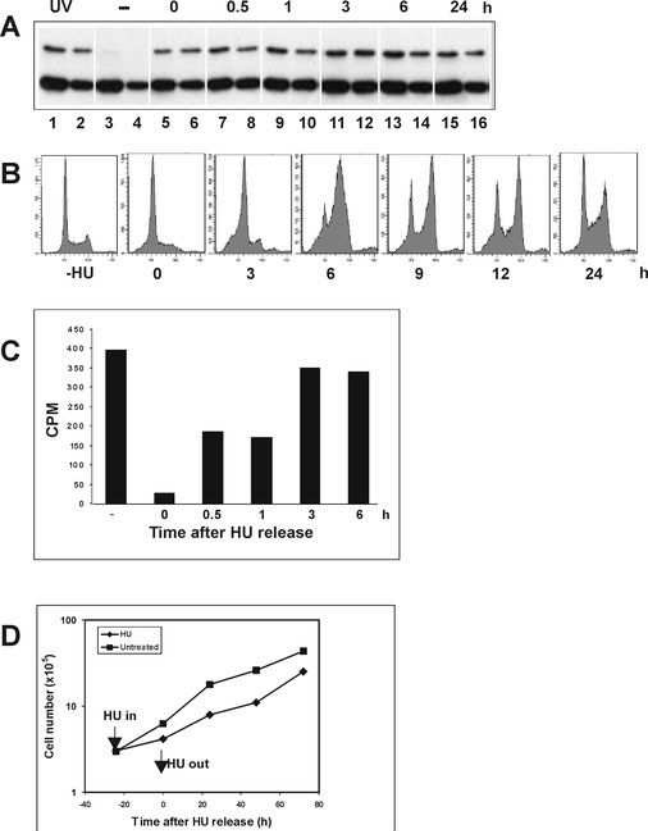 UV --- 0 0.5 1 3 6 24 h
A
1 2 3 4 5 6 7 8 9 10 11 12 13 14 15 16
B
-HU 0 3 6 9 12 24 h
C
450
400
350
300
250
200
150
100
50
0
CPM
- 0 0.5 1 3 6 h
Time after HU release
D
100
10
1
Cell number (x10⁵)
HU
Untreated
HU in
HU out
-40 -20 0 20 40 60 80
Time after HU release (h)